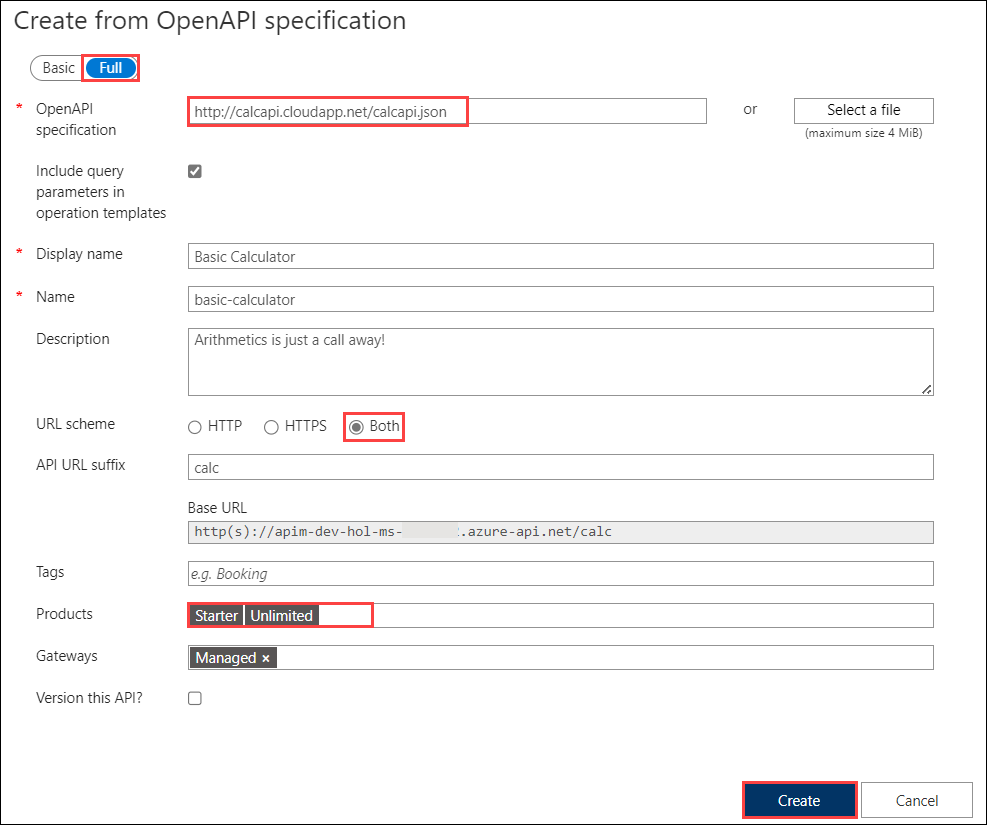 Create from OpenAPI specification
Basic Full
* OpenAPI specification
http://calcapi.cloudapp.net/calcapi.json
or
Select a file
(maximum size 4 MiB)
Include query
parameters in
operation templates
* Display name
Basic Calculator
* Name
basic-calculator
Description
Arithmetics is just a call away!
URL scheme
HTTP HTTPS Both
API URL suffix
calc
Base URL
http(s)://apim-dev-hol-ms- .azure-api.net/calc
Tags
e.g. Booking
Products
Starter Unlimited
Gateways
Managed ×
Version this API?
Create Cancel